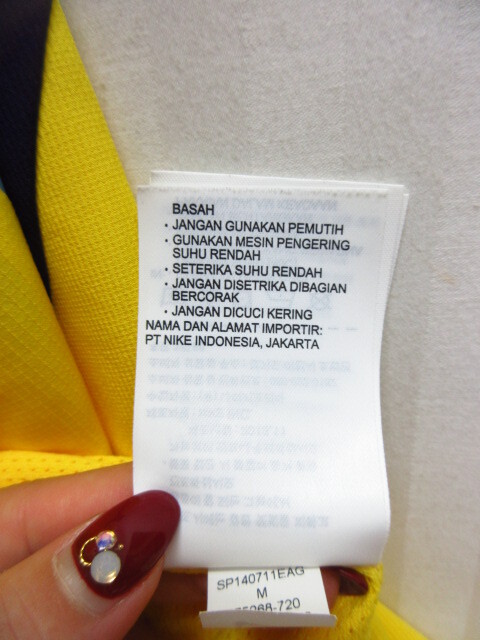 BASAH
· JANGAN GUNAKAN PEMUTIH
· GUNAKAN MESIN PENGERING
SUHU RENDAH
· SETERIKA SUHU RENDAH
· JANGAN DISETRIKA DIBAGIAN
BERCORAK
· JANGAN DICUCI KERING
NAMA DAN ALAMAT IMPORTIR:
PT NIKE INDONESIA, JAKARTA
SP140711EAG
M